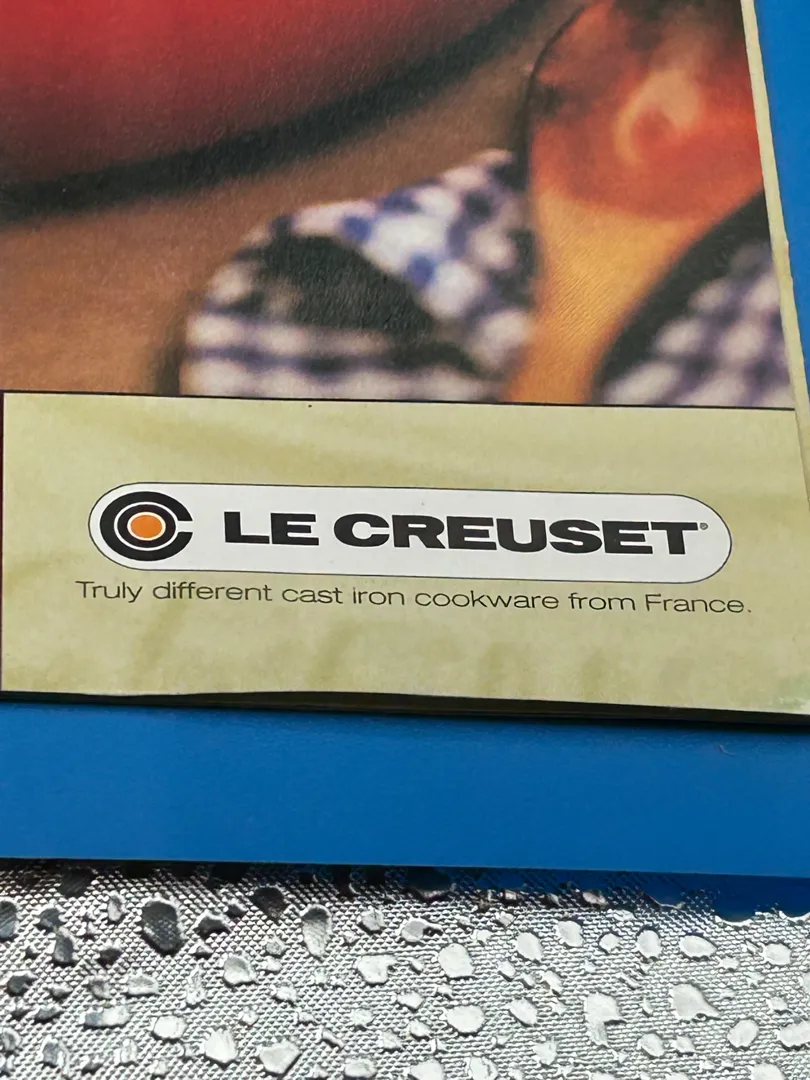 LE CREUSET®
Truly different cast iron cookware from France.